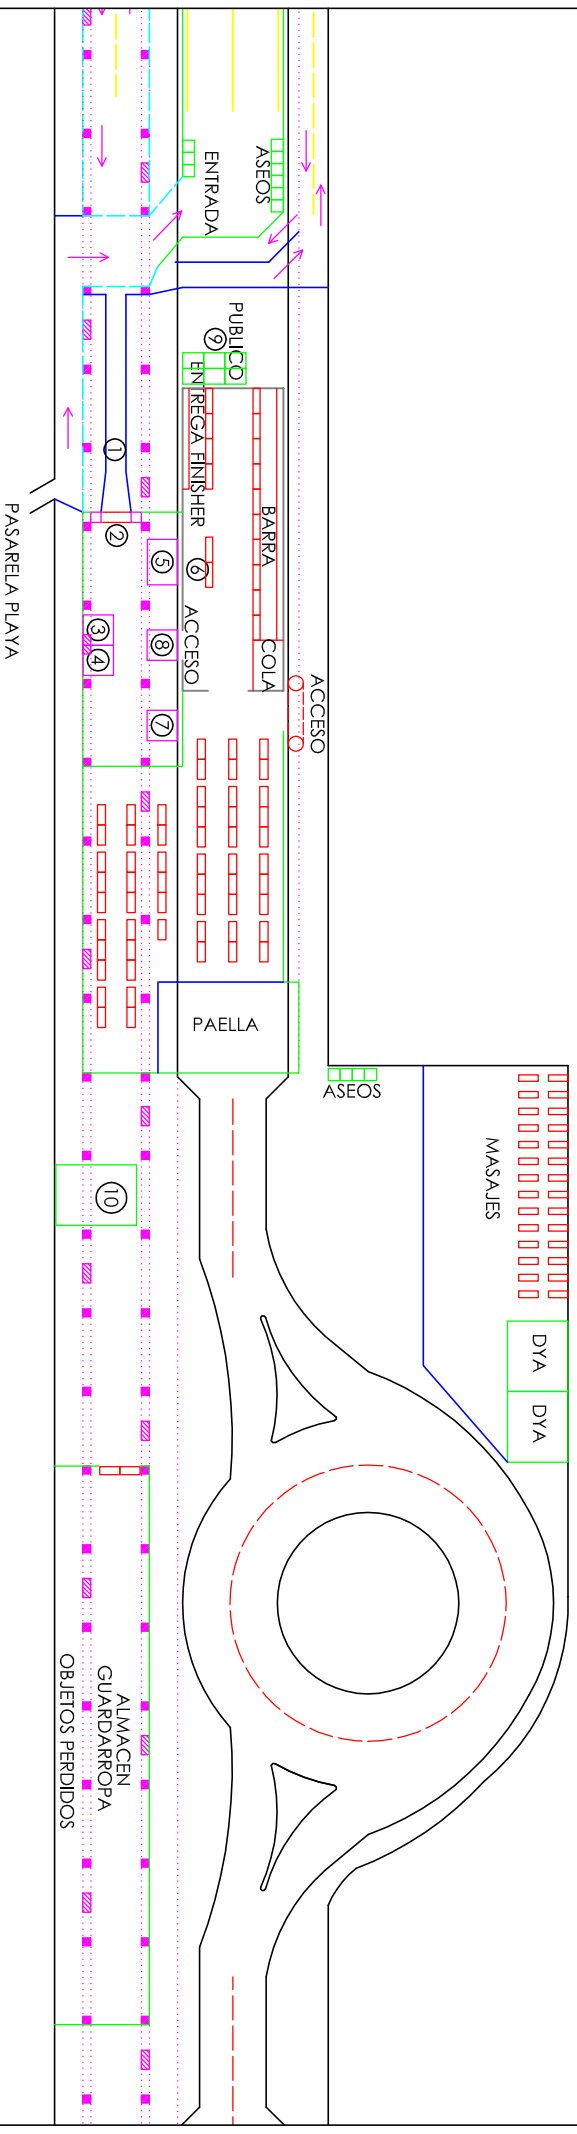 ASEOS
ENTRADA
PUBLICO
9
ENTREGA FINISHER
BARRA
1
2
5
6
3
4
8
7
ACCESO
COLA
ACCESO
PASARELA PLAYA
PAELLA
ASEOS
MASAJES
10
DYA
DYA
ALMACEN
GUARDARROPA
OBJETOS PERDIDOS